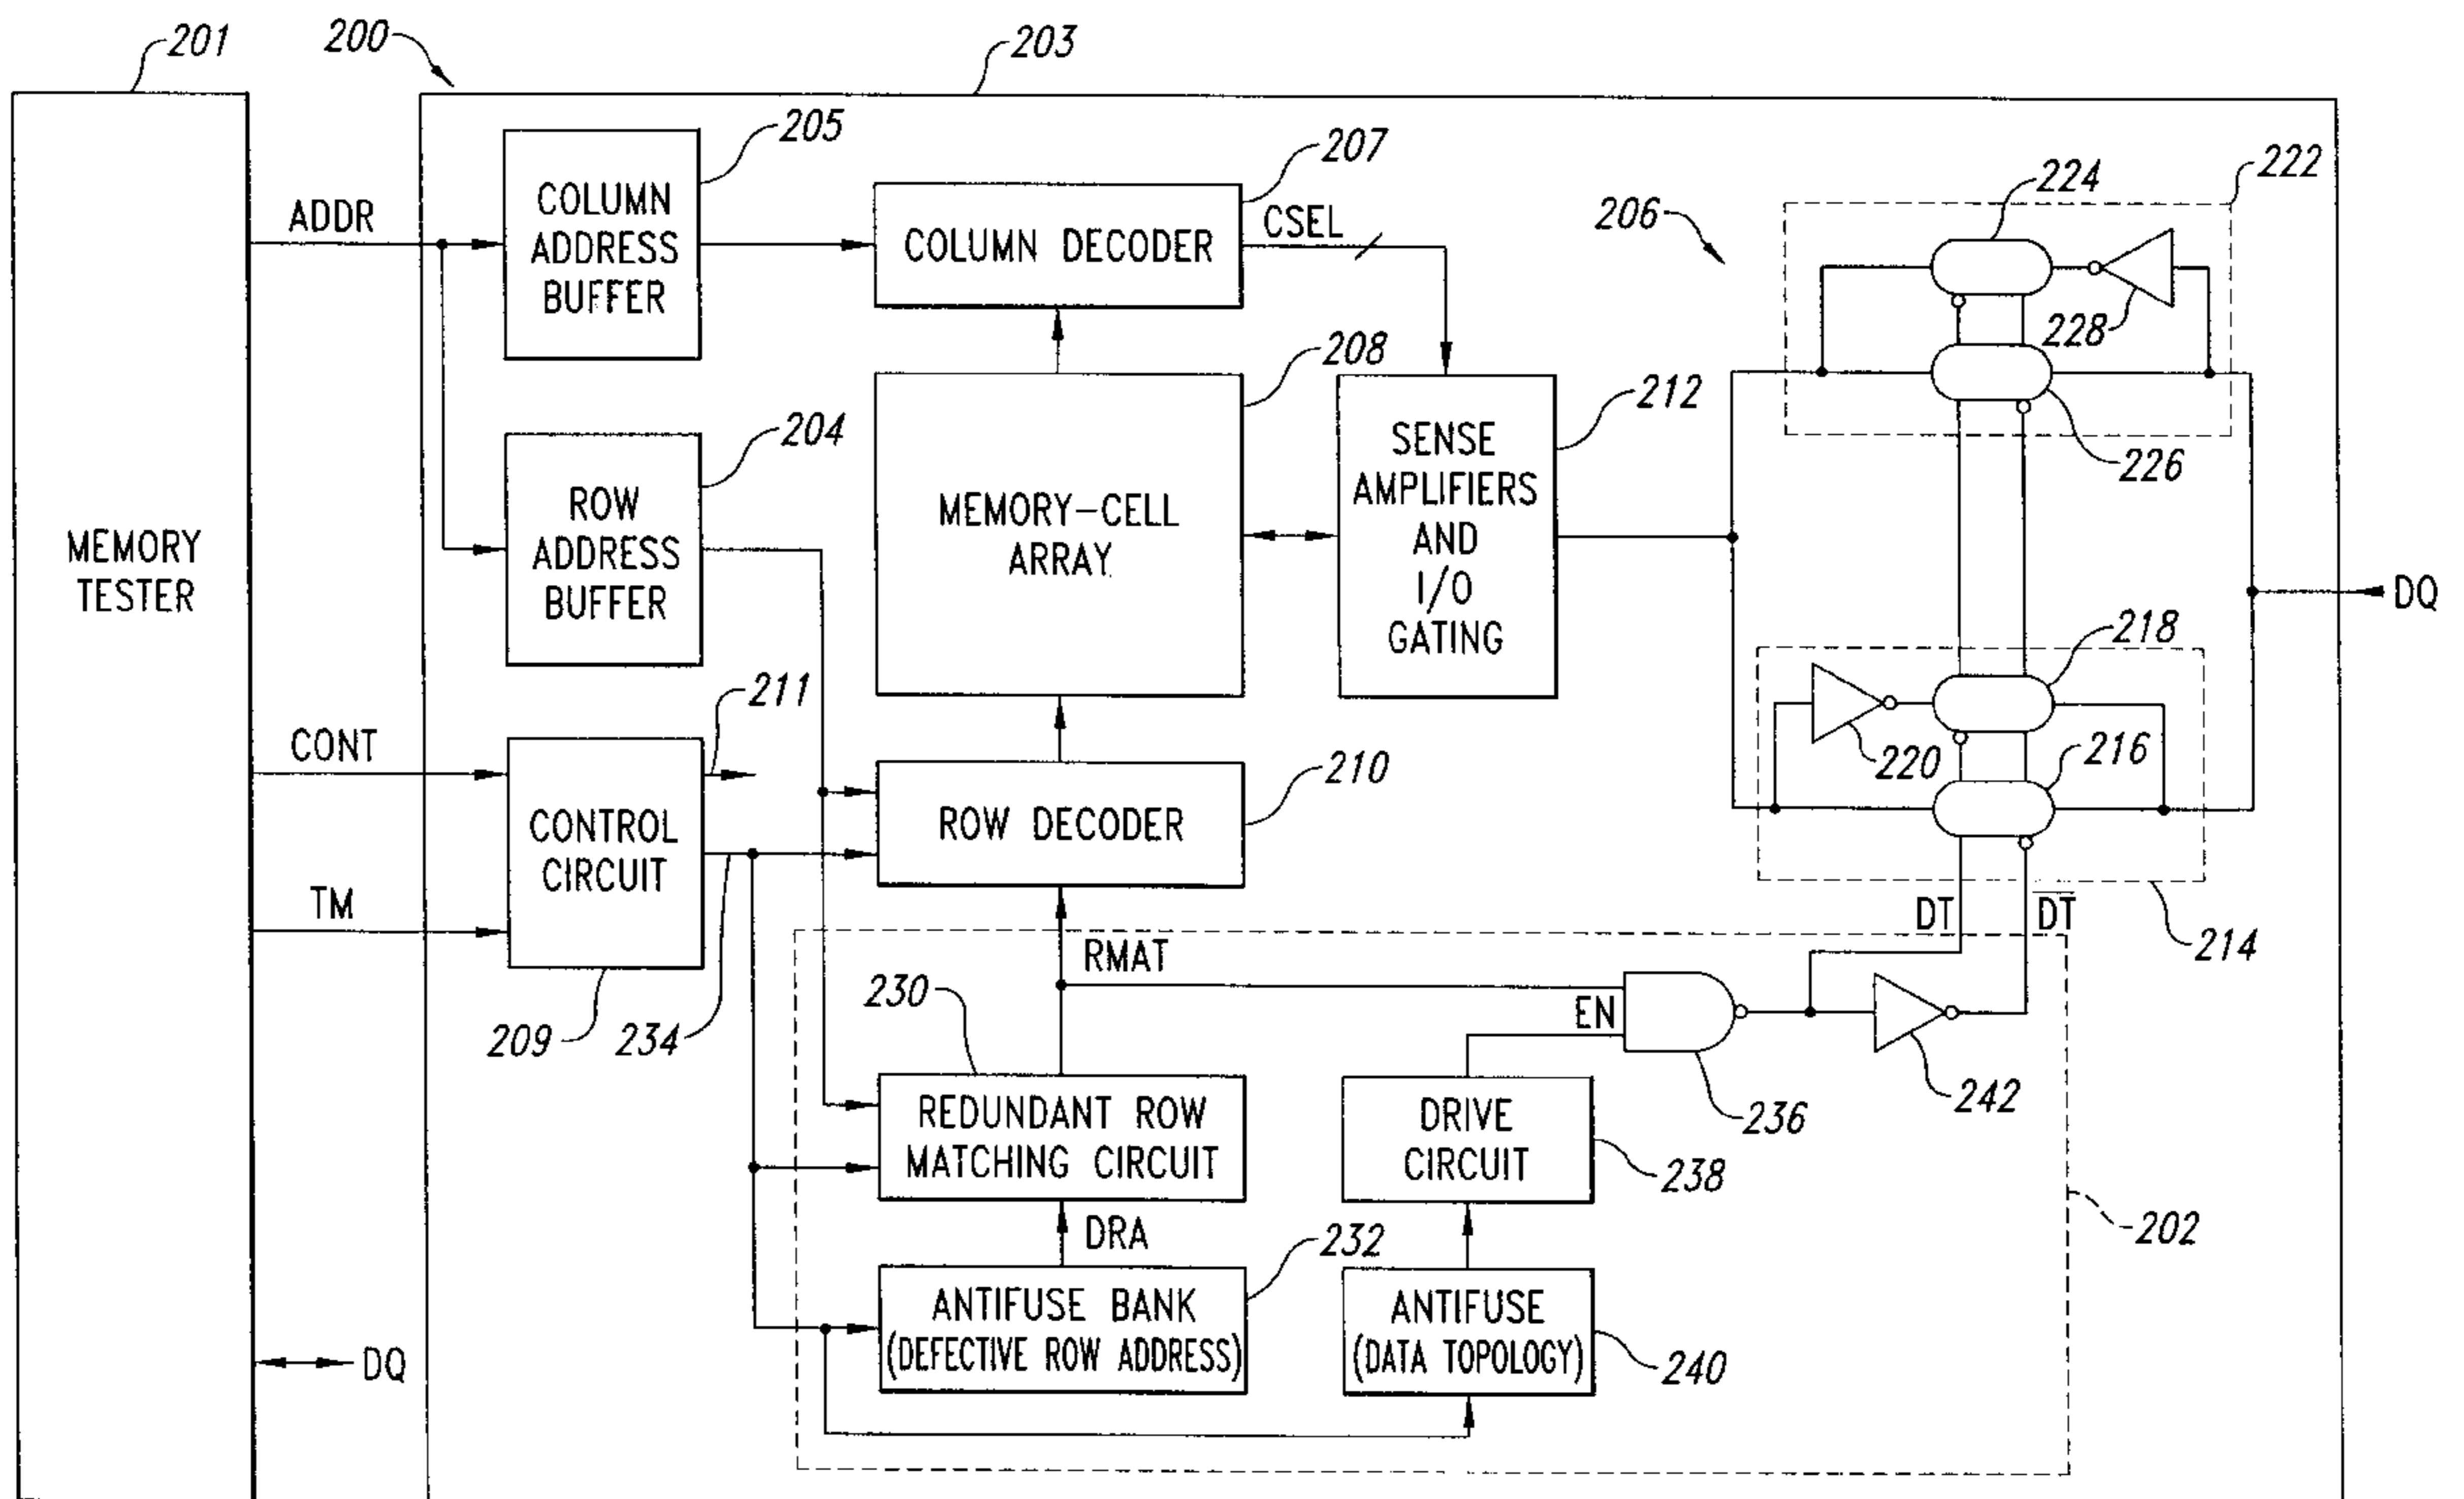 201
200
203
205
207
222
224
206
ADDR
COLUMN
ADDRESS
BUFFER
COLUMN DECODER
CSEL
228
204
208
212
226
MEMORY
TESTER
ROW
ADDRESS
BUFFER
MEMORY-CELL
ARRAY
SENSE
AMPLIFIERS
AND
I/O
GATING
DQ
218
211
CONT
220
216
210
CONTROL
CIRCUIT
ROW DECODER
TM
DT
DT
214
RMAT
209
234
230
EN
236
242
REDUNDANT ROW
MATCHING CIRCUIT
DRIVE
CIRCUIT
238
DRA
232
202
ANTIFUSE BANK
(DEFECTIVE ROW ADDRESS)
ANTIFUSE
(DATA TOPOLOGY)
240
DQ